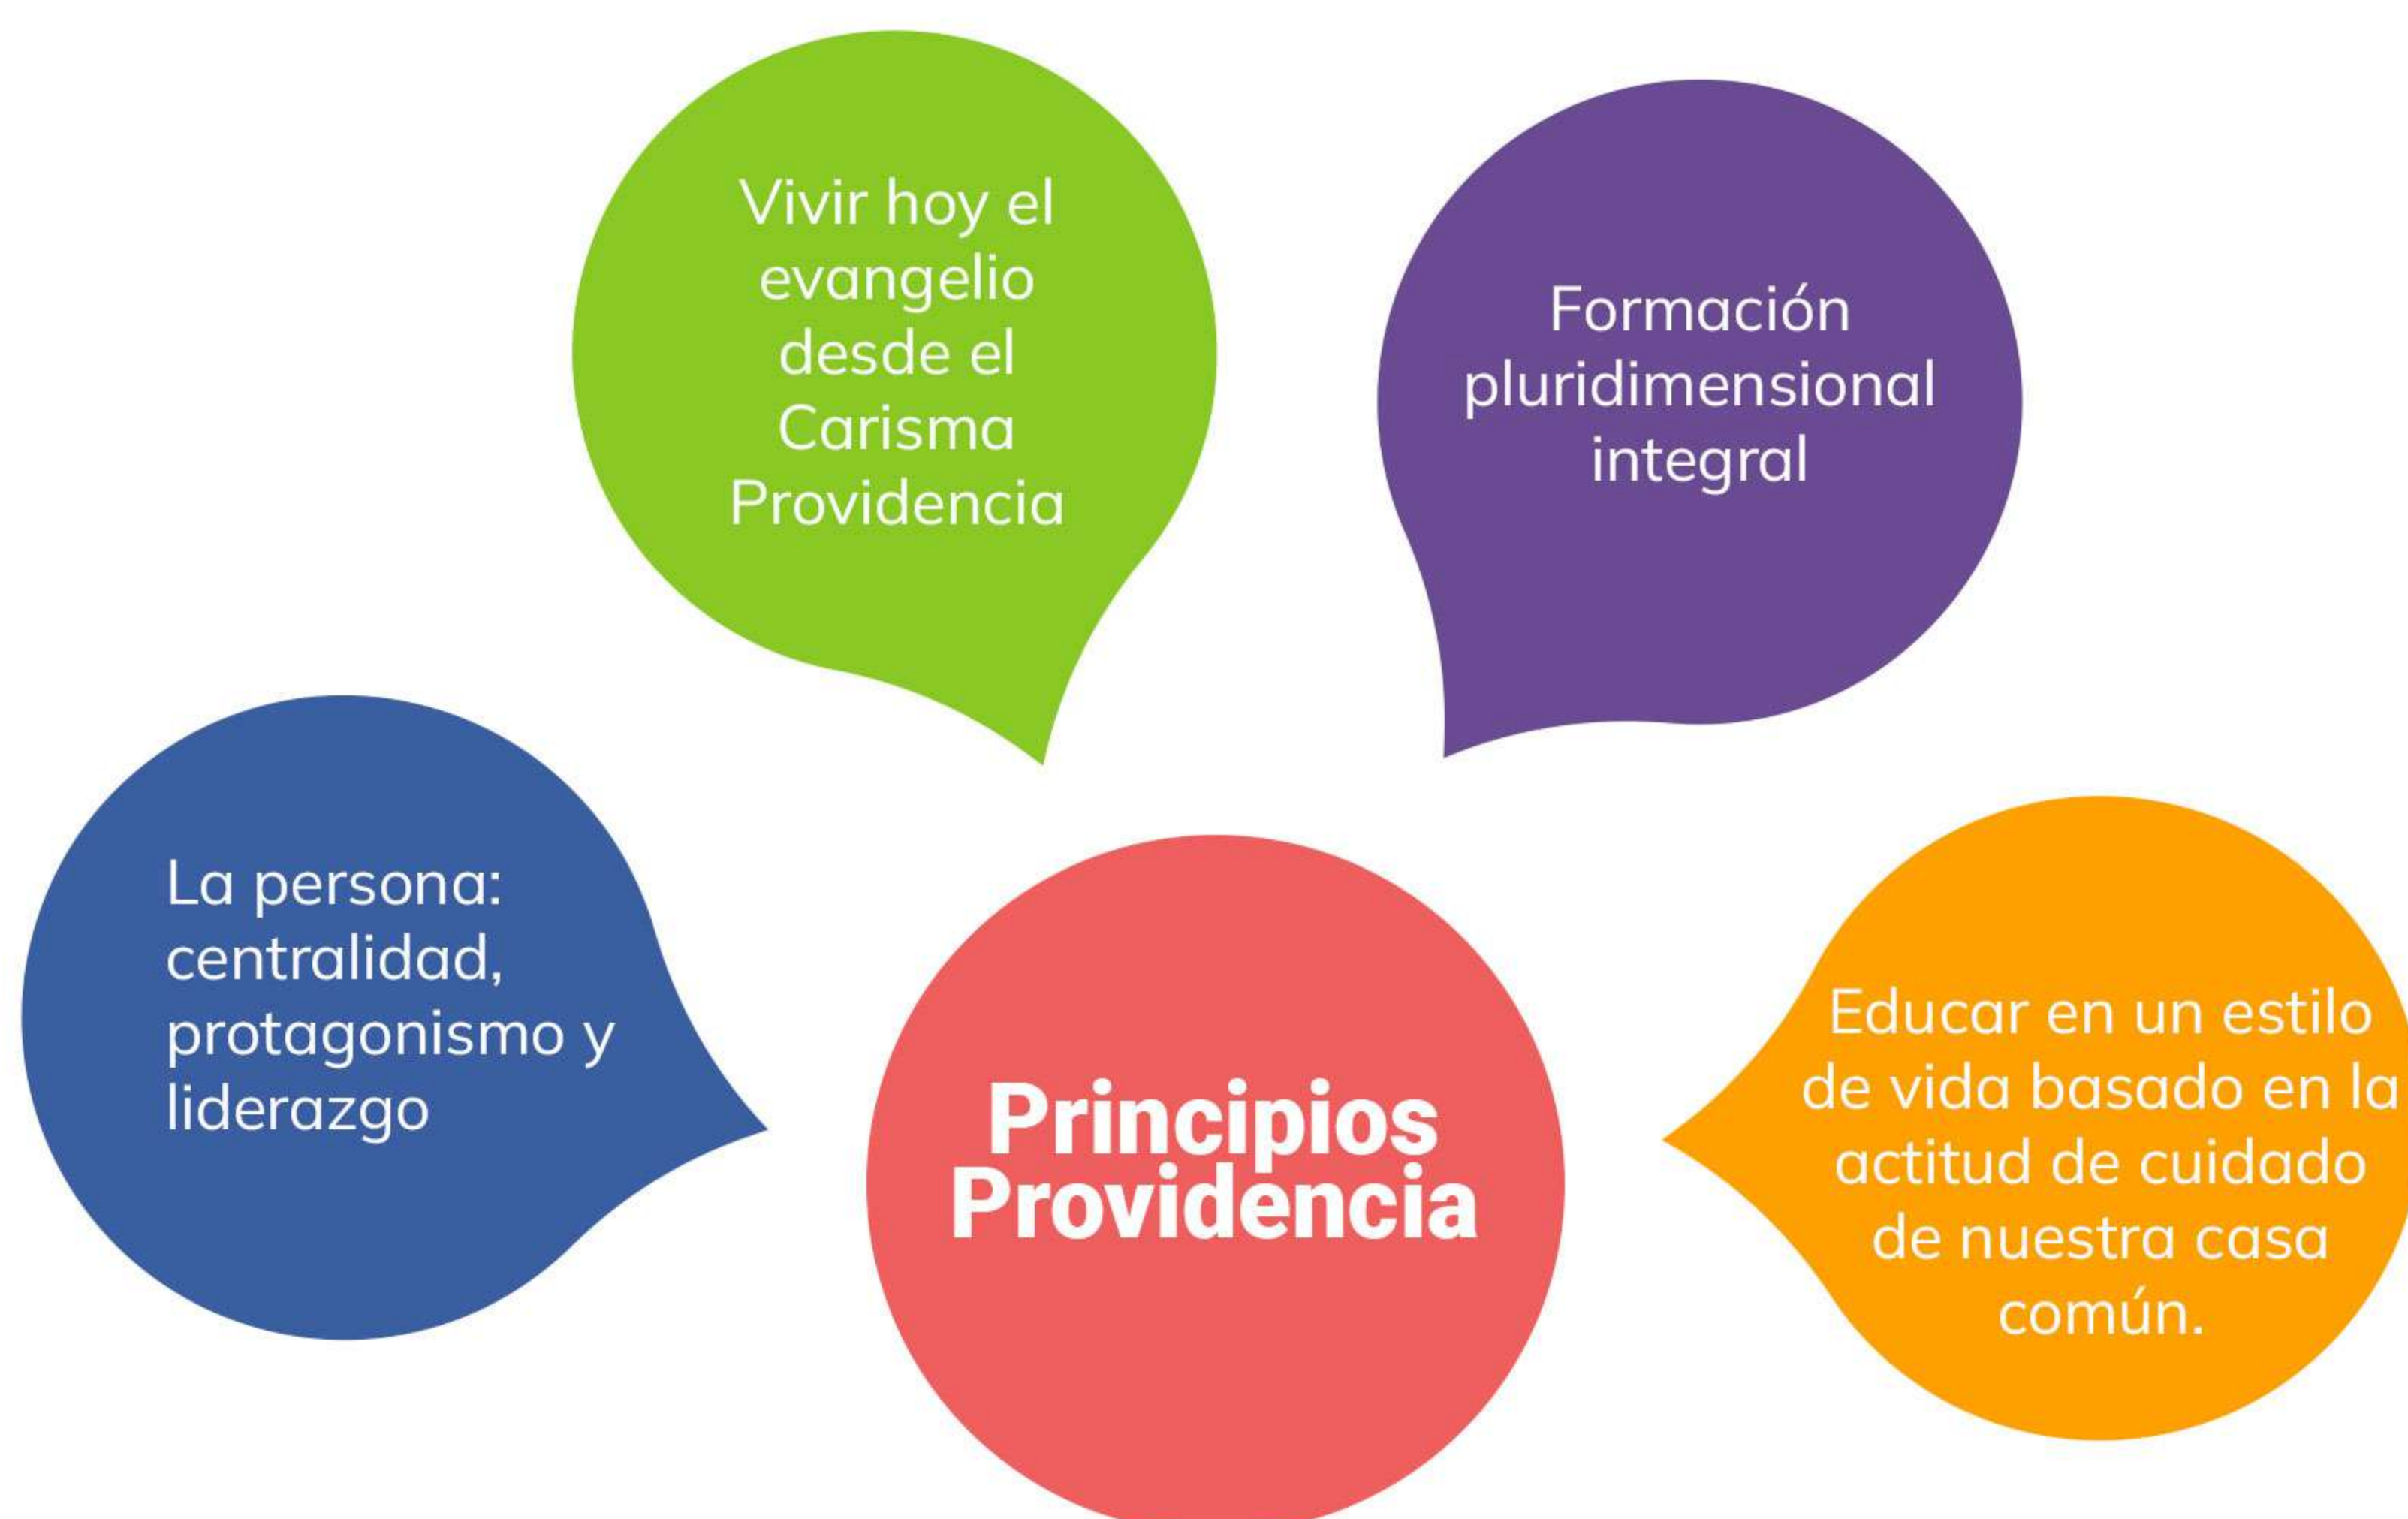 Vivir hoy el
evangelio
desde el
Carisma
Providencia
Formación
pluridimensional
integral
La persona:
centralidad,
protagonismo y
liderazgo
Principios
Providencia
Educar en un estilo
de vida basado en la
actitud de cuidado
de nuestra casa
común.